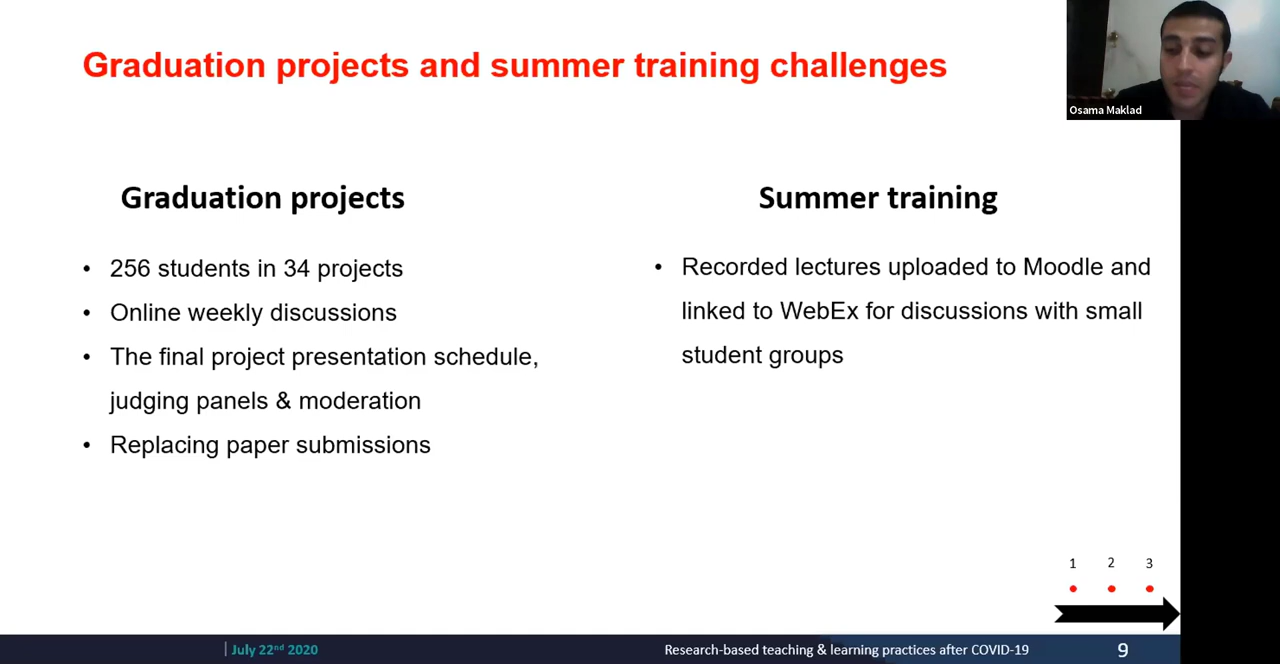 Graduation projects and summer training challenges
Osama Maklad
Graduation projects
• 256 students in 34 projects
• Online weekly discussions
• The final project presentation schedule,
judging panels & moderation
• Replacing paper submissions
Summer training
• Recorded lectures uploaded to Moodle and
linked to WebEx for discussions with small
student groups
1 2 3
July 22nd 2020
Research-based teaching & learning practices after COVID-19
9